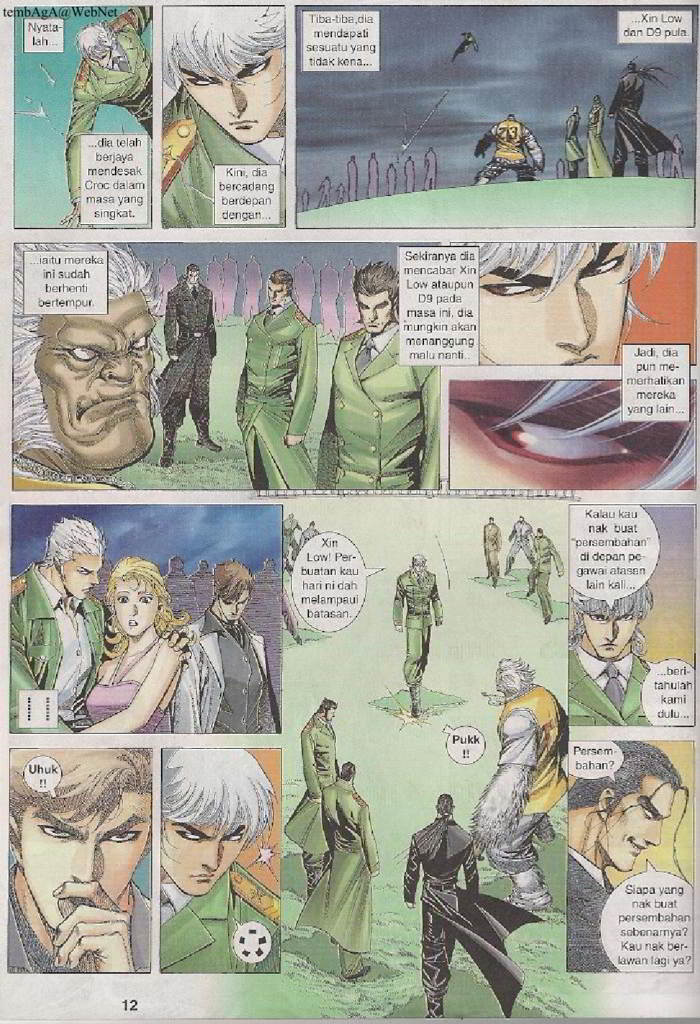 tembAgA@WebNet
Nyata-
lah...
...dia telah
berjaya
mendesak
Croc dalam
masa yang
singkat.
Kini, dia
bercadang
berdepan
dengan...
Tiba-tiba,dia
mendapati
sesuatu yang
tidak kena...
...Xin Low
dan D9 pula.
73
...iaitu mereka
ini sudah
berhenti
bertempur.
Sekiranya dia
mencabar Xin
Low ataupun
D9 pada
masa ini, dia
mungkin akan
menanggung
malu nanti..
Jadi, dia
pun me-
merhatikan
mereka
yang lain...
!!
Xin
Low! Per-
buatan kau
hari ni dah
melampaui
batasan.
Kalau kau
nak buat
"persembahan"
di depan pe-
gawai atasan
lain kali...
...beri-
tahulah
kami
dulu...
Uhuk
!!
Pukk
!!
Persem-
bahan?
Siapa yang
nak buat
persembahan
sebenarnya?
Kau nak ber-
lawan lagi ya?
12